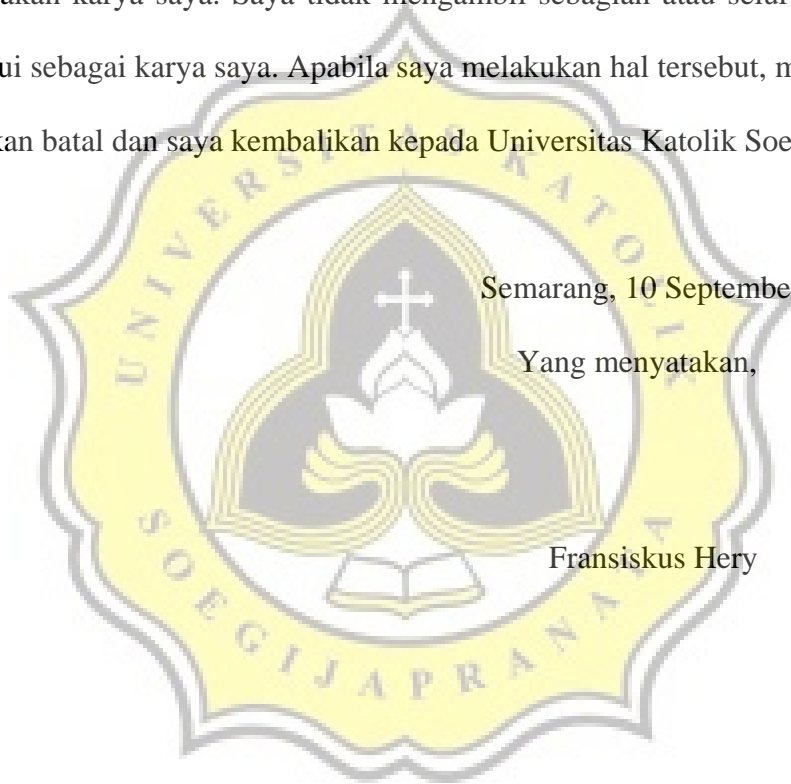 ukan karya saya. Saya tidak mengambil sebagian atau selur
ui sebagai karya saya. Apabila saya melakukan hal tersebut, m
kan batal dan saya kembalikan kepada Universitas Katolik Soe
Semarang, 10 Septembe
Yang menyatakan,
Fransiskus Hery
UNIVERSITAS KATOLIK
SOEGIJAPRANATA